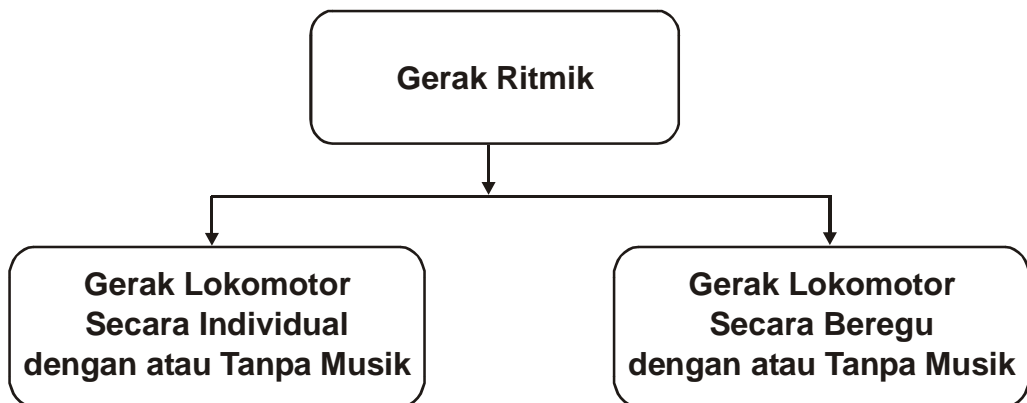 Gerak Ritmik
Gerak Lokomotor
Secara Individual
dengan atau Tanpa Musik
Gerak Lokomotor
Secara Beregu
dengan atau Tanpa Musik